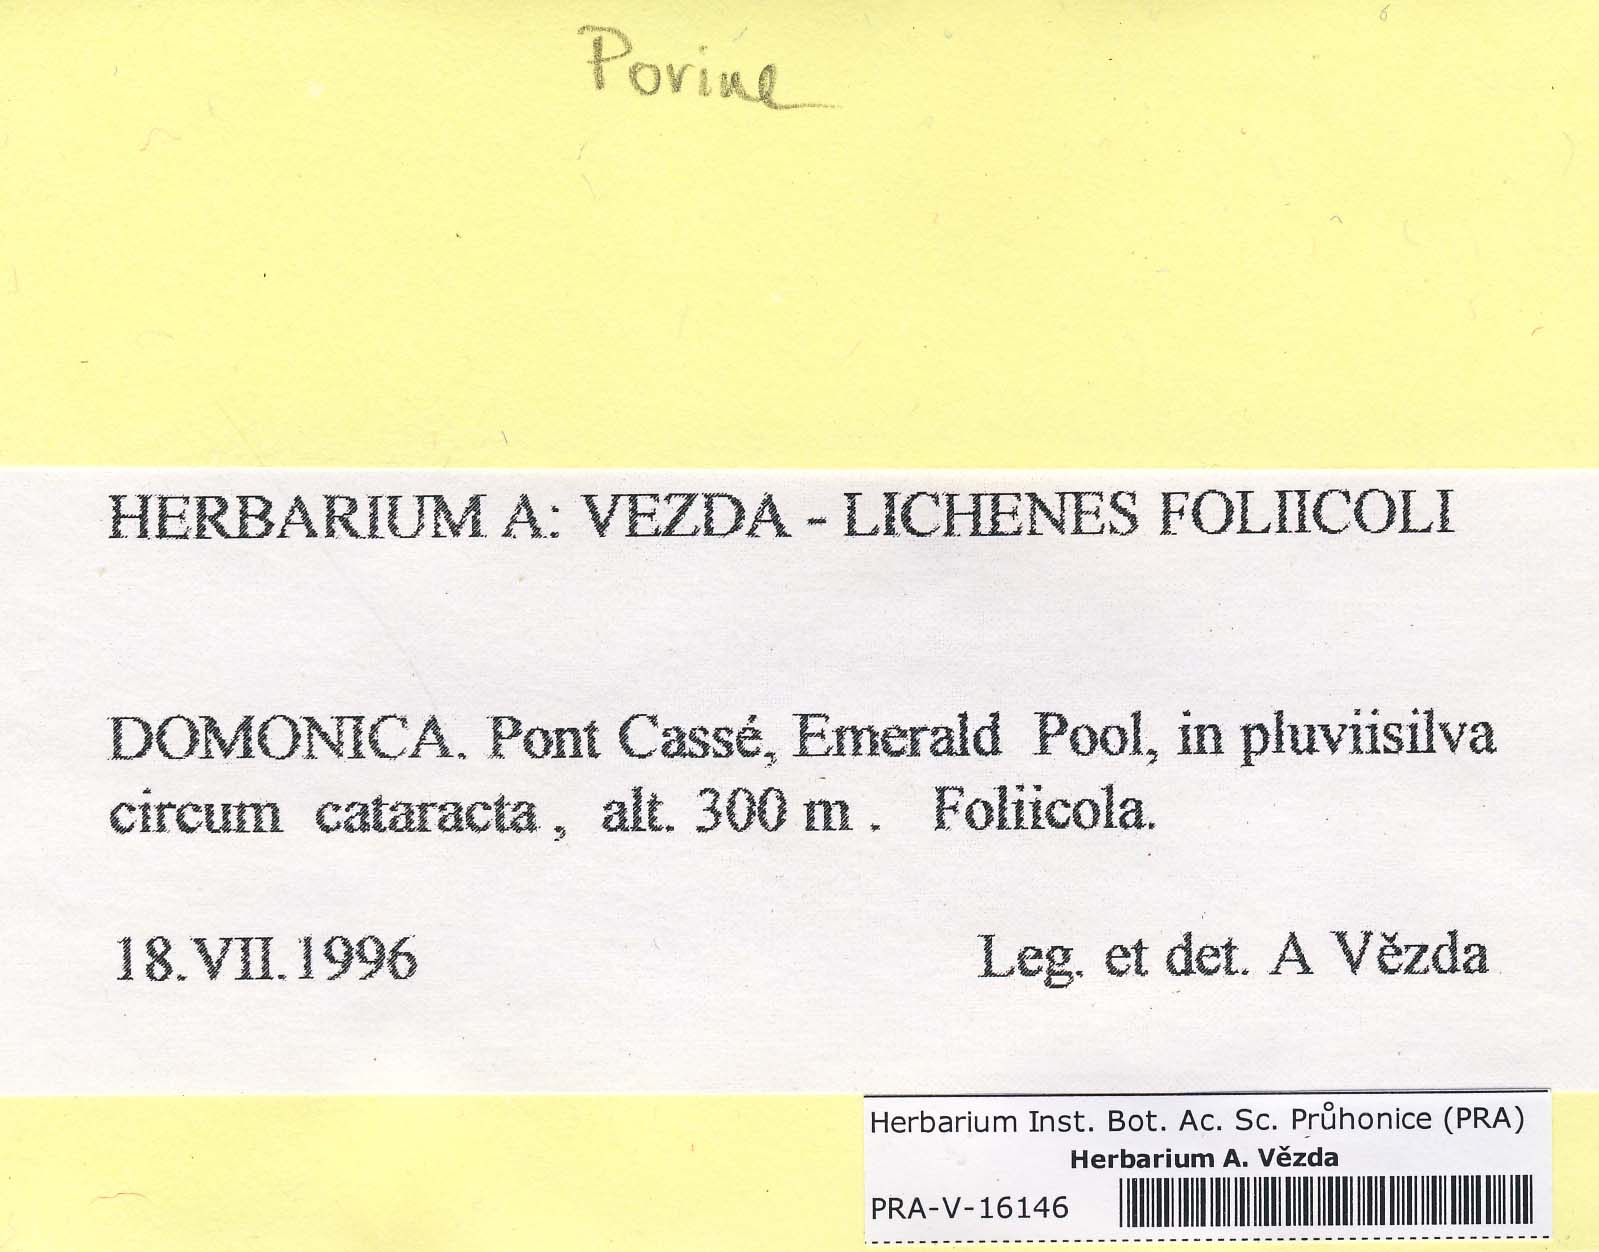 Porine
HERBARIUM A: VEZDA - LICHENES FOLIICOLI
DOMONICA. Pont Cassé, Emerald Pool, in pluviisilva
circum cataracta, alt. 300 m. Foliicola.
18.VII.1996 Leg. et det. A Vězda
Herbarium Inst. Bot. Ac. Sc. Průhonice (PRA)
Herbarium A. Vězda
PRA-V-16146